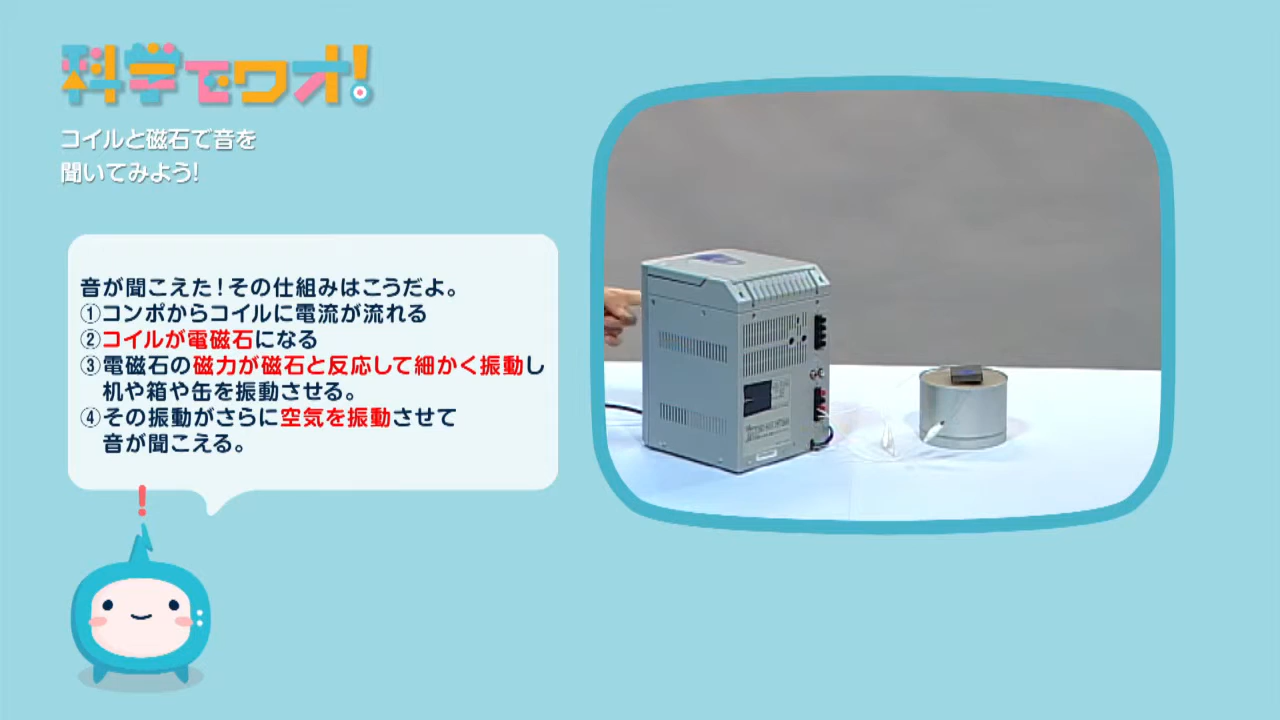 科学でワオ!
コイルと磁石で音を
聞いてみよう!
音が聞こえた!その仕組みはこうだよ。
①コンポからコイルに電流が流れる
②コイルが電磁石になる
③電磁石の磁力が磁石と反応して細かく振動し
机や箱や缶を振動させる。
④その振動がさらに空気を振動させて
音が聞こえる。
!